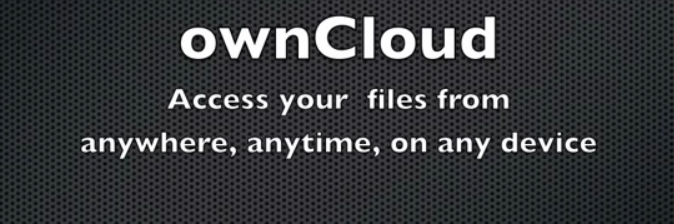 ownCloud
Access your  files from
anywhere, anytime, on any device